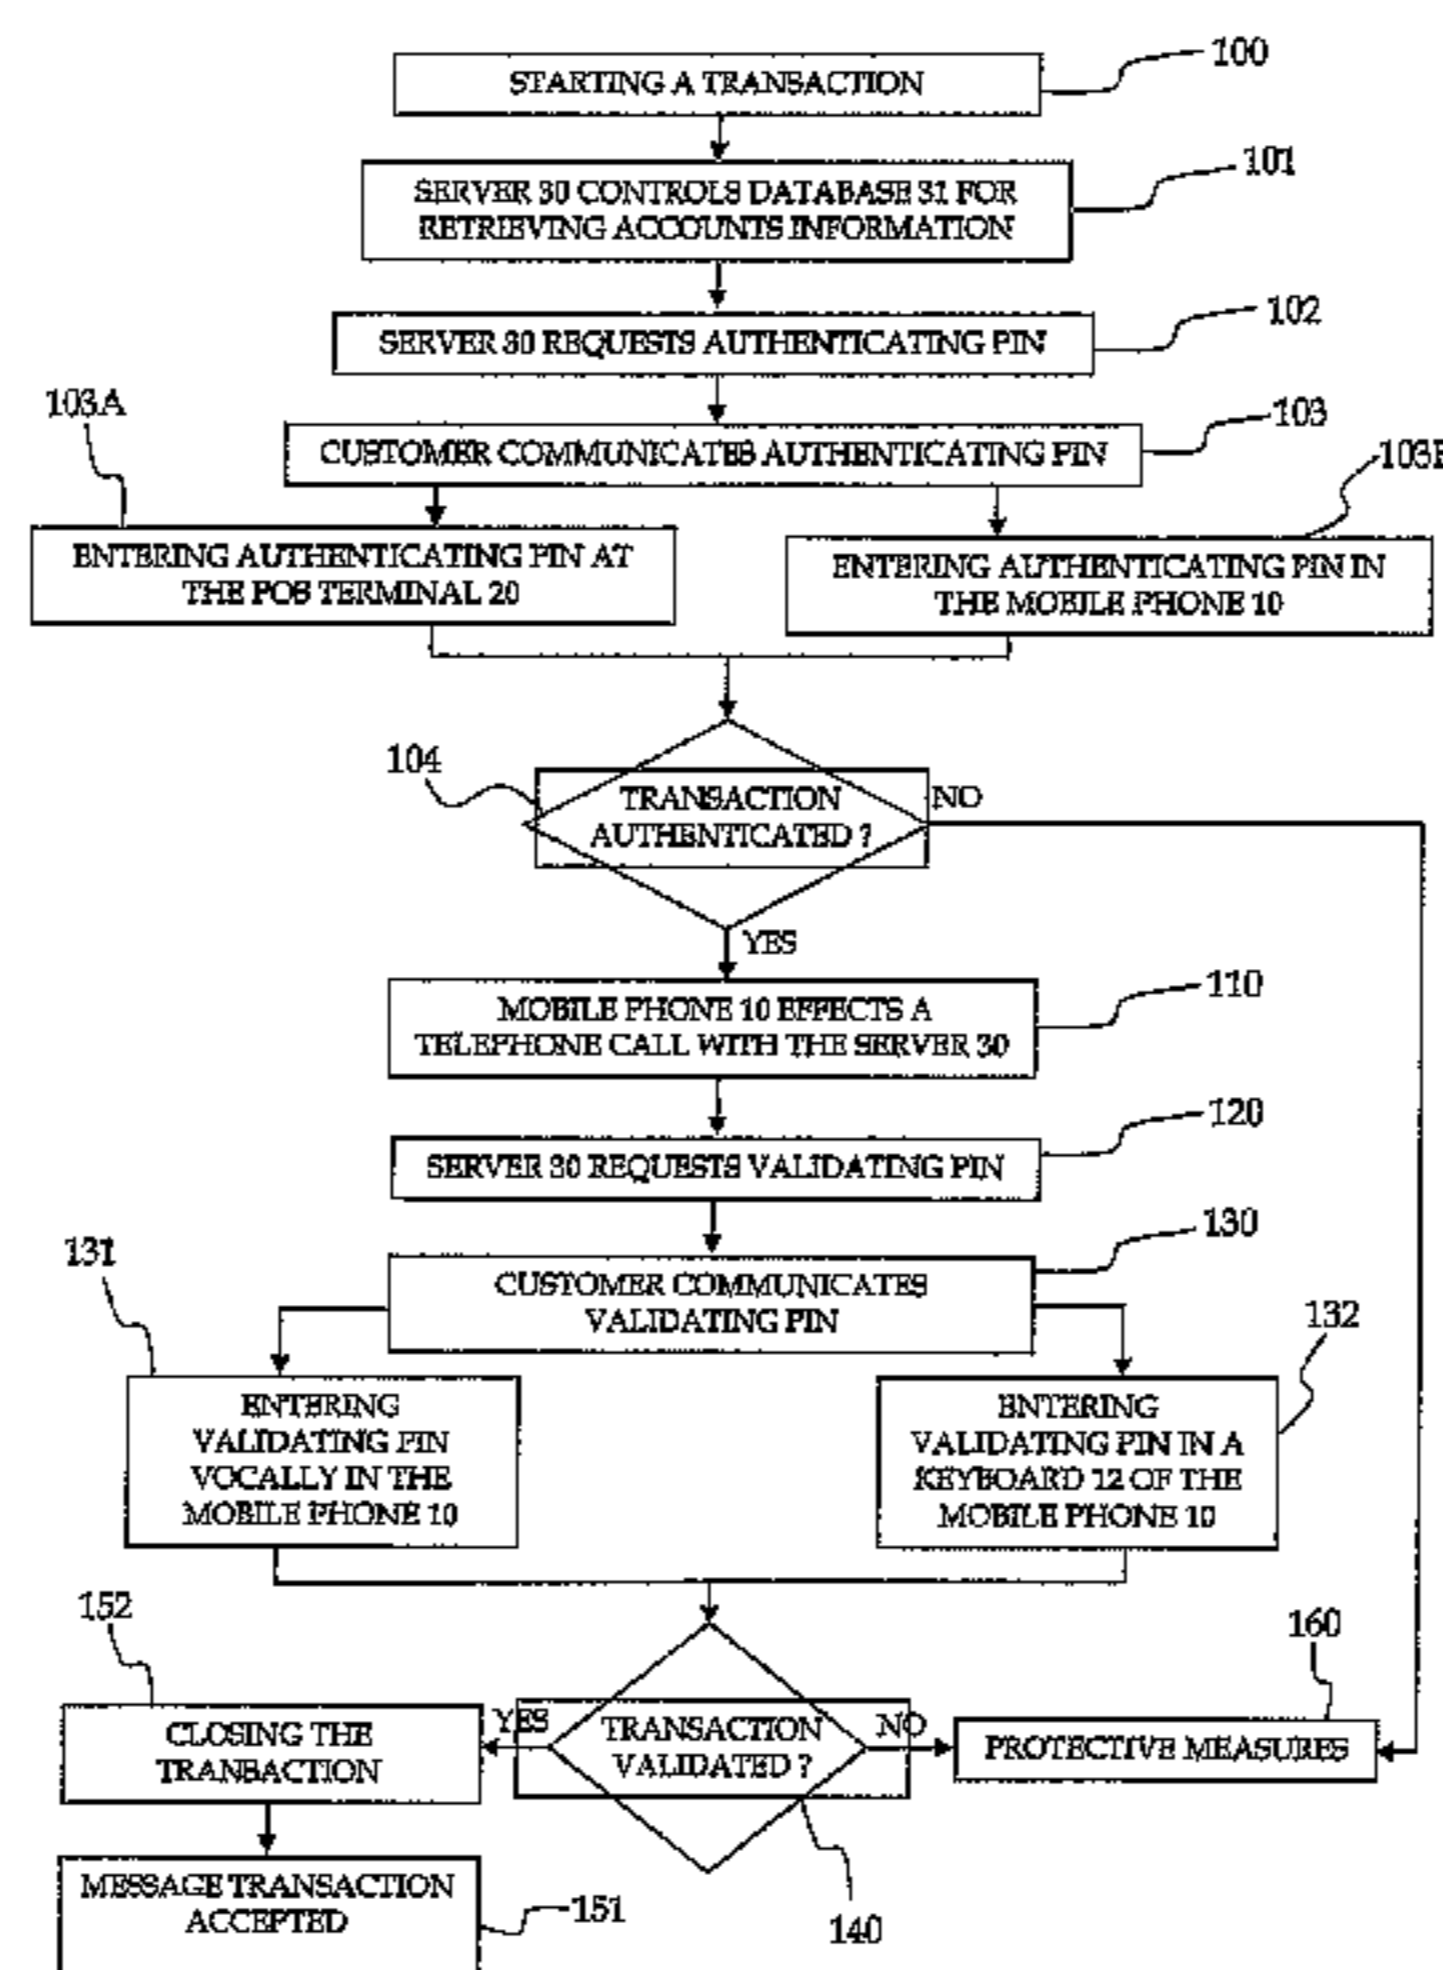 100
STARTING A TRANSACTION
101
SERVER 30 CONTROLS DATABASE 31 FOR
RETRIEVING ACCOUNTS INFORMATION
102
SERVER 30 REQUESTS AUTHENTICATING PIN
103A
103
CUSTOMER COMMUNICATES AUTHENTICATING PIN
103B
ENTERING AUTHENTICATING PIN AT
THE POS TERMINAL 20
ENTERING AUTHENTICATING PIN IN
THE MOBILE PHONE 10
104
TRANSACTION
AUTHENTICATED ?
NO
YES
MOBILE PHONE 10 EFFECTS A
TELEPHONE CALL WITH THE SERVER 30
110
120
SERVER 30 REQUESTS VALIDATING PIN
130
131
CUSTOMER COMMUNICATES
VALIDATING PIN
132
ENTERING
VALIDATING PIN
VOCALLY IN THE
MOBILE PHONE 10
ENTERING
VALIDATING PIN IN A
KEYBOARD 12 OF THE
MOBILE PHONE 10
152
160
CLOSING THE
TRANSACTION
YES
TRANSACTION
VALIDATED ?
NO
PROTECTIVE MEASURES
MESSAGE TRANSACTION
ACCEPTED
151
140